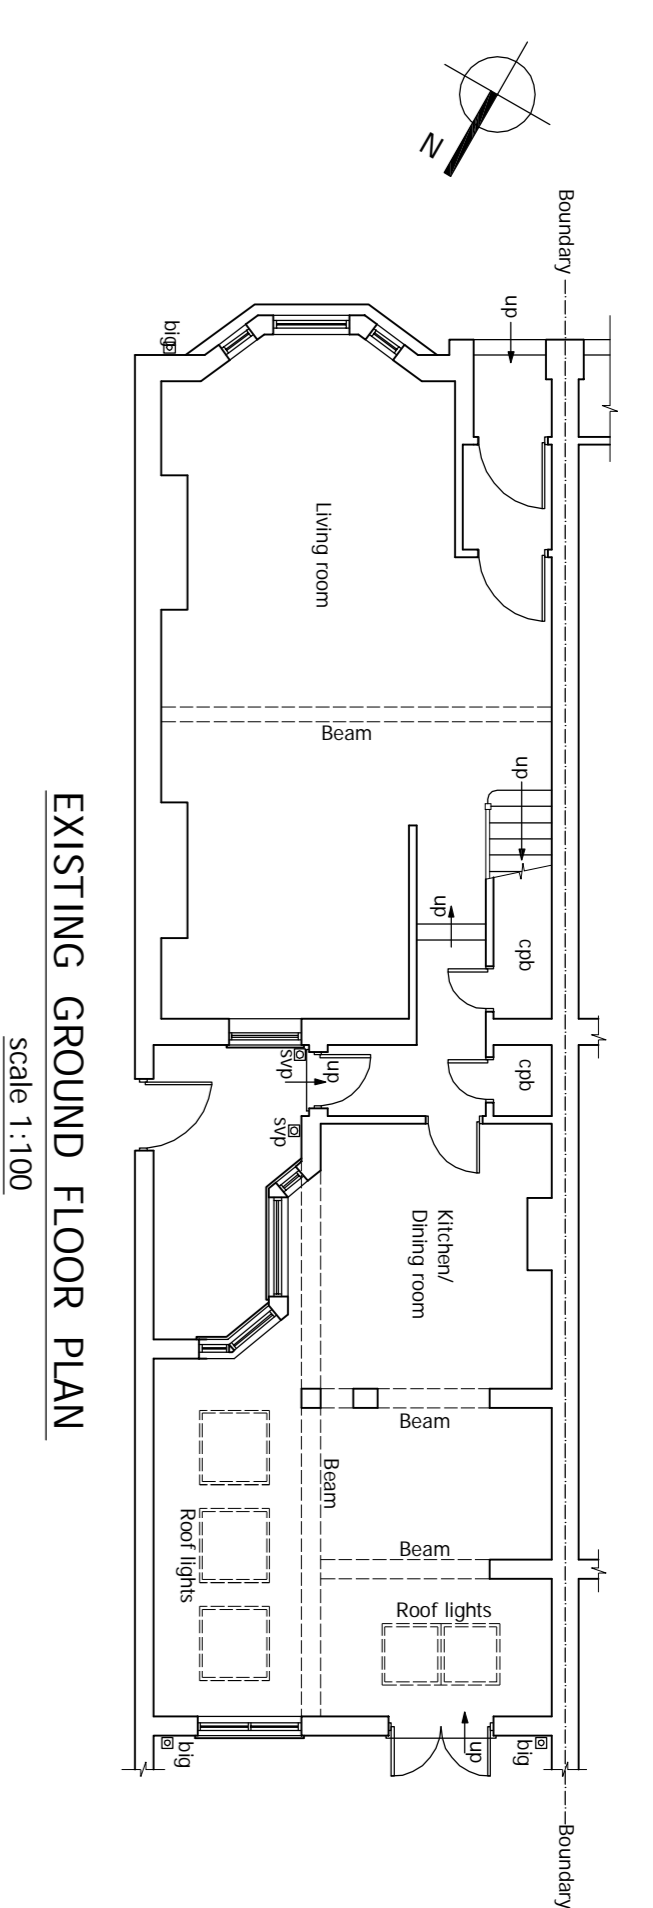 N
Boundary
up
big
Living room
Beam
up
up
cpb
cpb
svp
up
svp
Kitchen/
Dining room
Beam
Beam
Beam
Roof lights
Roof lights
up
big
big
Boundary
EXISTING GROUND FLOOR PLAN
scale 1:100